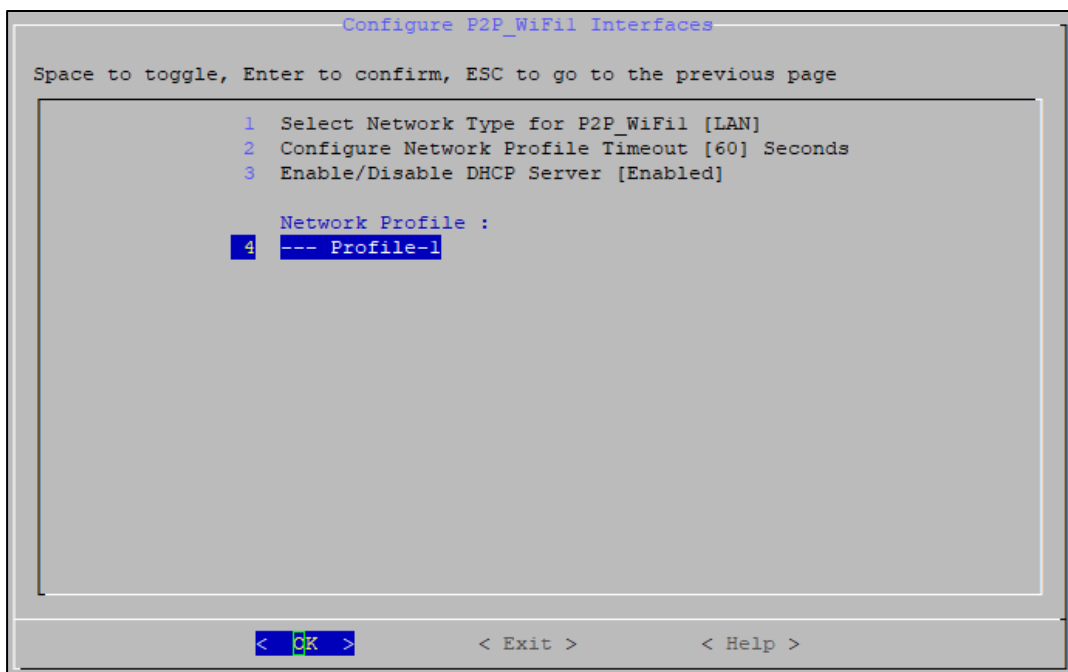 Configure P2P_WiFi1 Interfaces
Space to toggle, Enter to confirm, ESC to go to the previous page
1 Select Network Type for P2P_WiFi1 [LAN]
2 Configure Network Profile Timeout [60] Seconds
3 Enable/Disable DHCP Server [Enabled]
Network Profile :
4 --- Profile-1
< OK > < Exit > < Help >